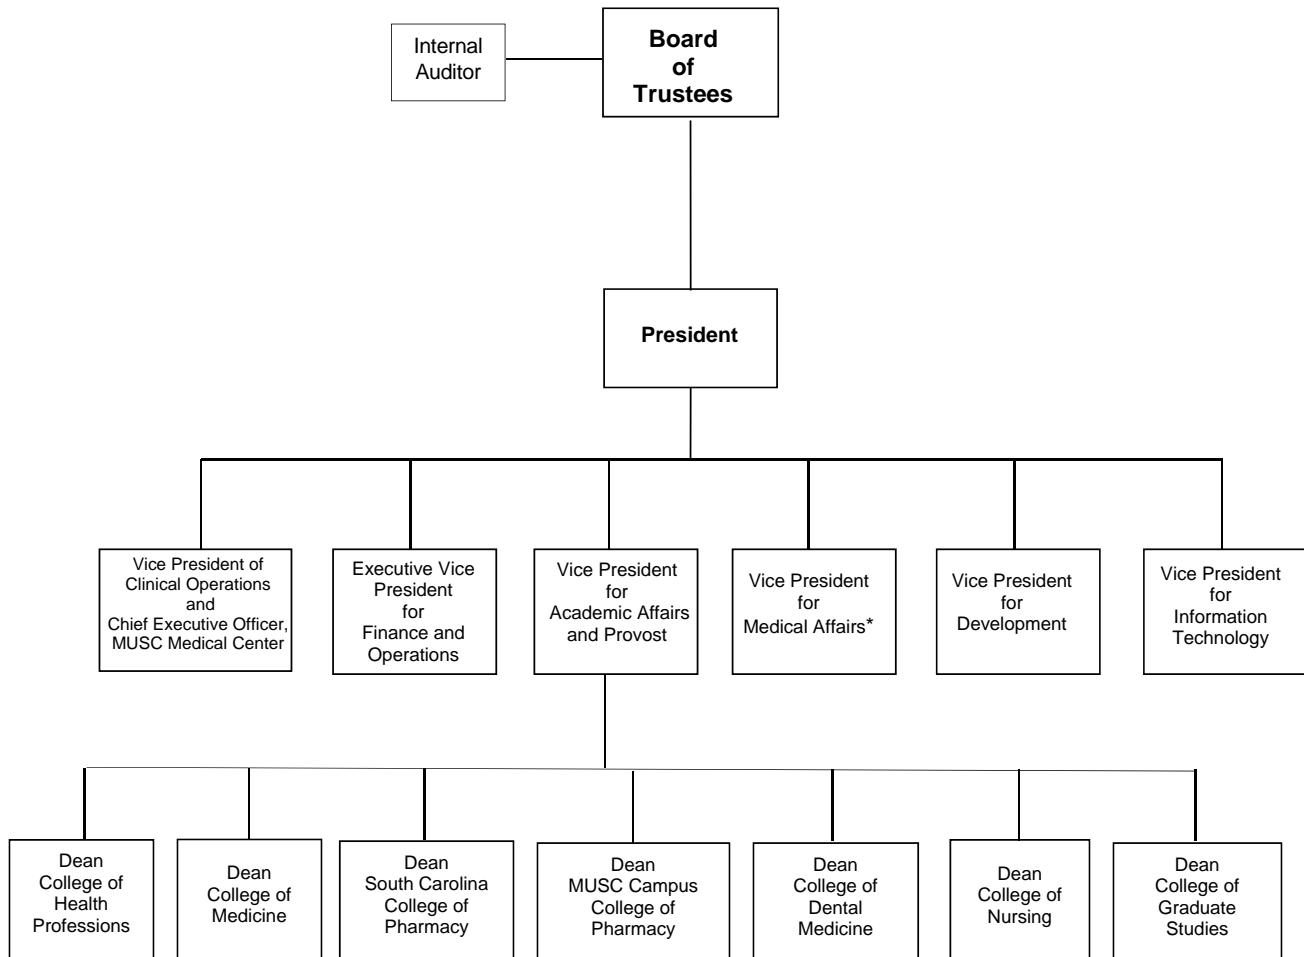 Internal
Auditor
Board
of
Trustees
President
Vice President of
Clinical Operations
and
Chief Executive Officer,
MUSC Medical Center
Executive Vice
President
for
Finance and
Operations
Vice President
for
Academic Affairs
and Provost
Vice President
for
Medical Affairs*
Vice President
for
Development
Vice President
for
Information
Technology
Dean
College of
Health
Professions
Dean
College of
Medicine
Dean
South Carolina
College of
Pharmacy
Dean
MUSC Campus
College of
Pharmacy
Dean
College of
Dental
Medicine
Dean
College of
Nursing
Dean
College of
Graduate
Studies